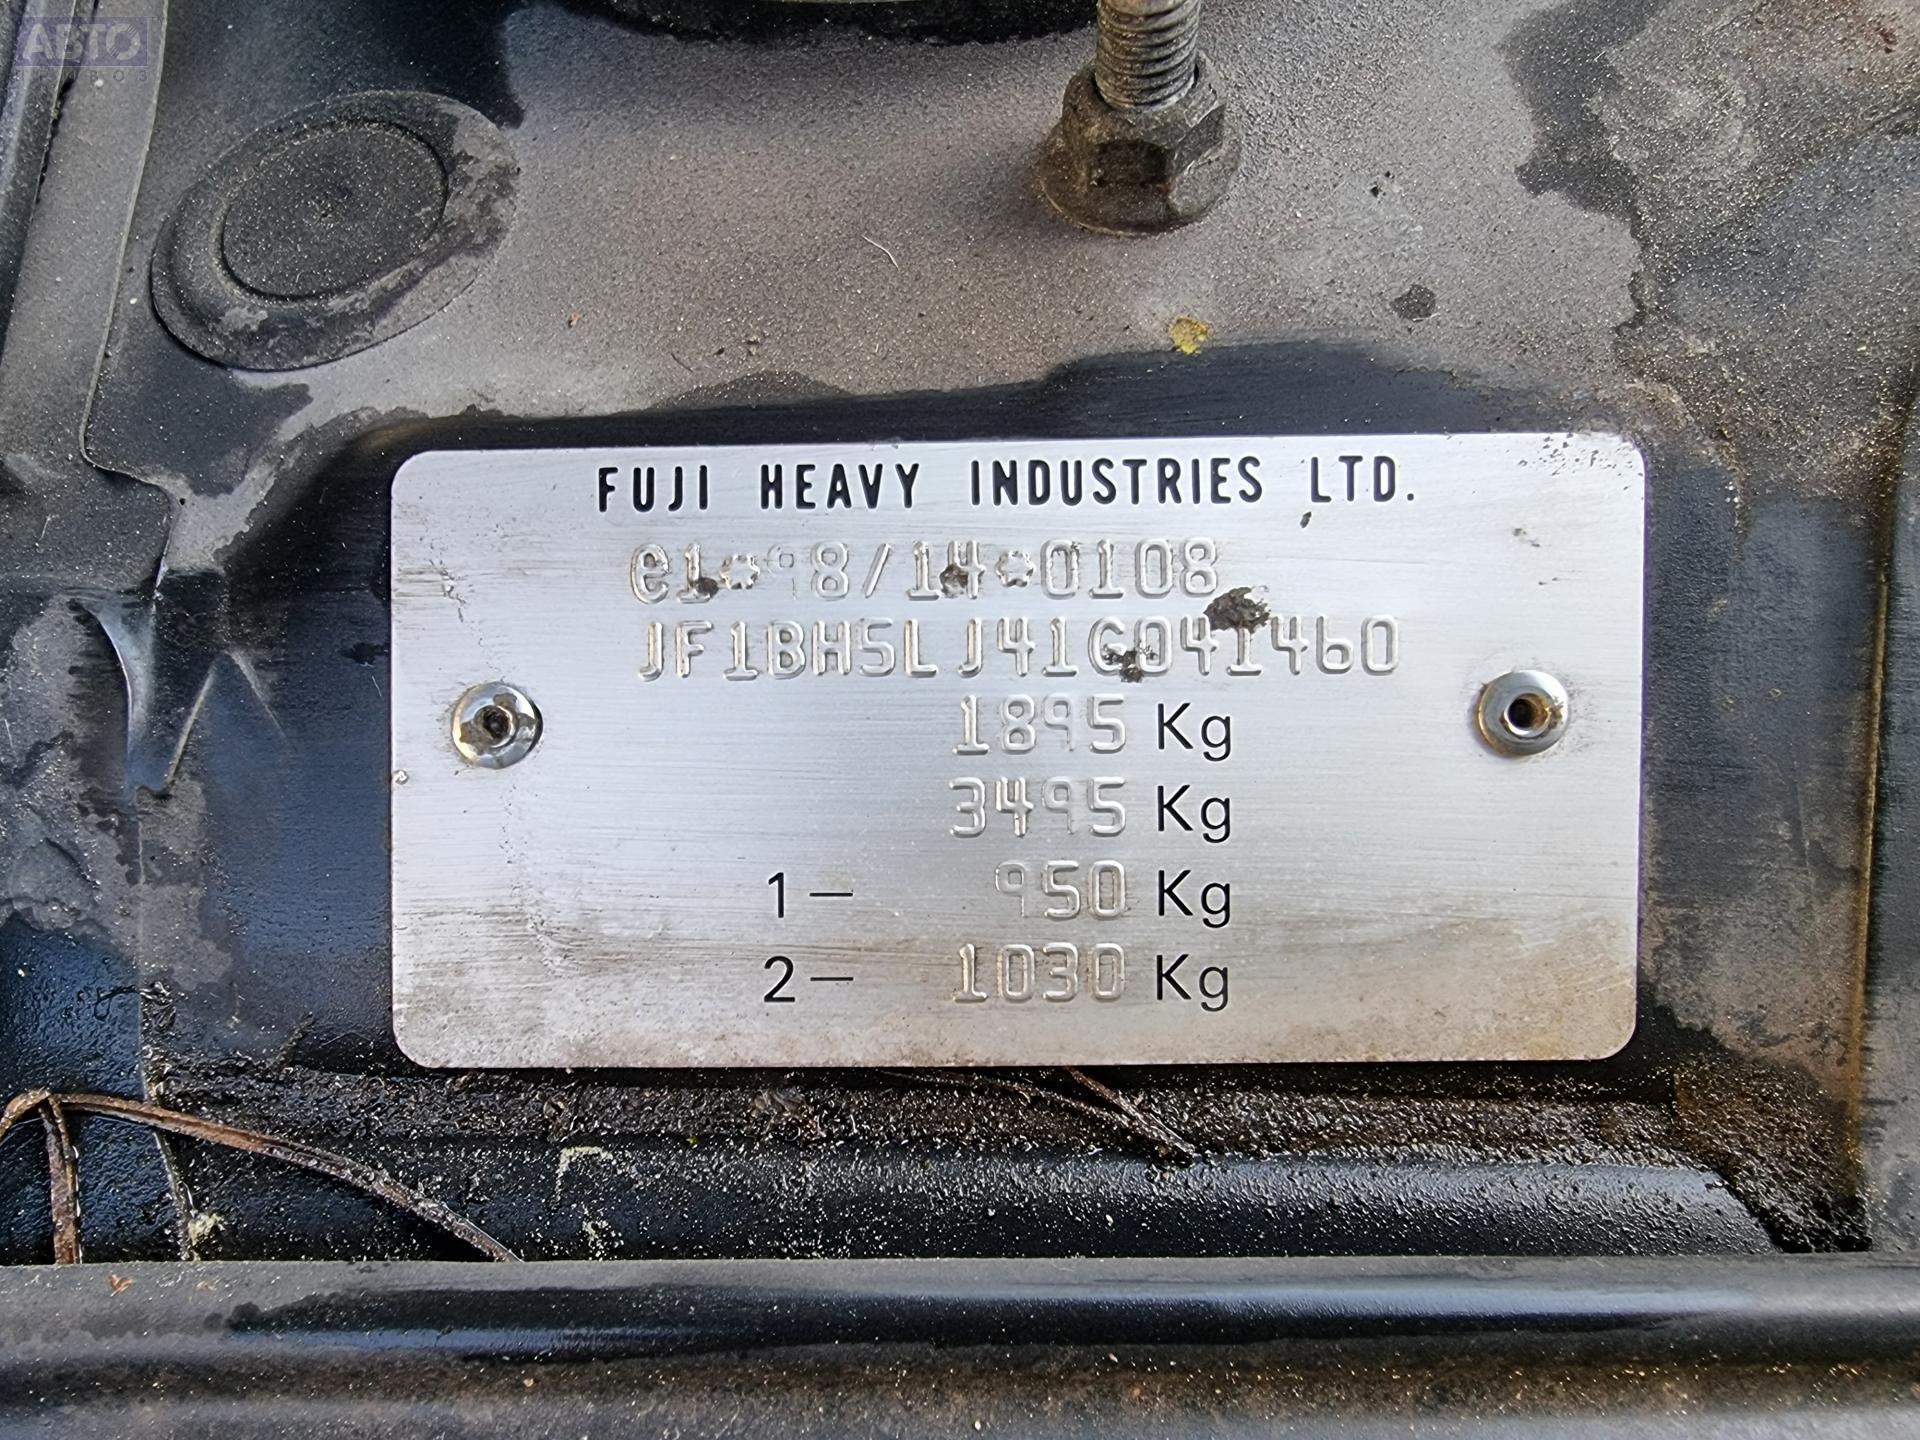 АВТО
FUJI HEAVY INDUSTRIES LTD.
e1*98/14*0108
JF1BH5LJ41G041460
1895 Kg
3495 Kg
1- 950 Kg
2- 1030 Kg